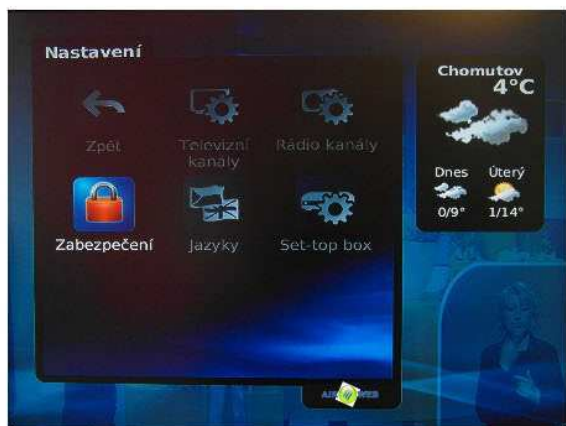 Nastavení
Zpět
Televizní
kanály
Rádio kanály
Zabezpečení
Jazyky
Set-top box
Chomutov
4°C
Dnes
Úterý
0/9°
1/14°
WEB